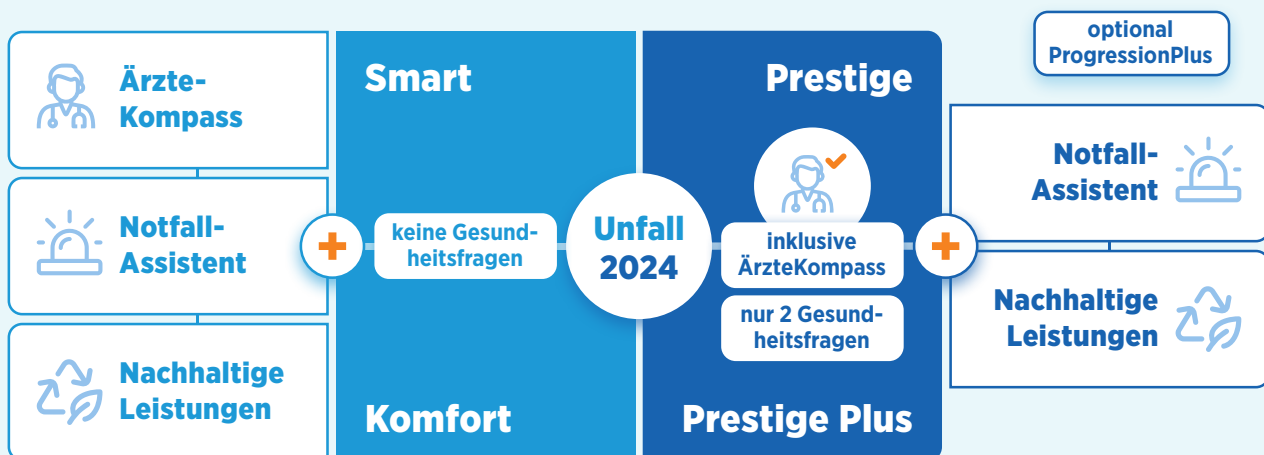 Ärzte-
Kompass
Notfall-
Assistent
Nachhaltige
Leistungen
Smart
keine Gesund-
heitsfragen
Komfort
Unfall
2024
Prestige
inklusive
ÄrzteKompass
nur 2 Gesund-
heitsfragen
Prestige Plus
optional
ProgressionPlus
Notfall-
Assistent
Nachhaltige
Leistungen